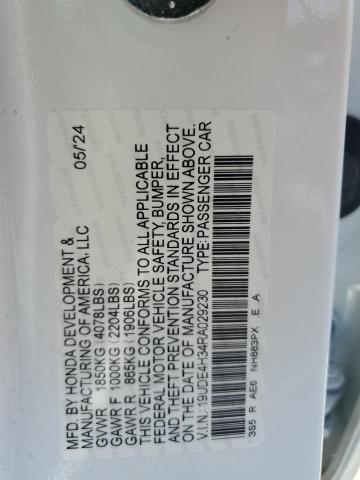 MFD. BY HONDA DEVELOPMENT &
MANUFACTURING OF AMERICA, LLC 05/24
GVWR 1850KG (4078LBS)
GAWR F 1000KG (2204LBS)
GAWR R 865KG (1906LBS)
THIS VEHICLE CONFORMS TO ALL APPLICABLE
FEDERAL MOTOR VEHICLE SAFETY, BUMPER,
AND THEFT PREVENTION STANDARDS IN EFFECT
ON THE DATE OF MANUFACTURE SHOWN ABOVE.
V.I.N.: 19UDE4H34RA029230 TYPE: PASSENGER CAR
3S5 R AE6 NH883PX E A